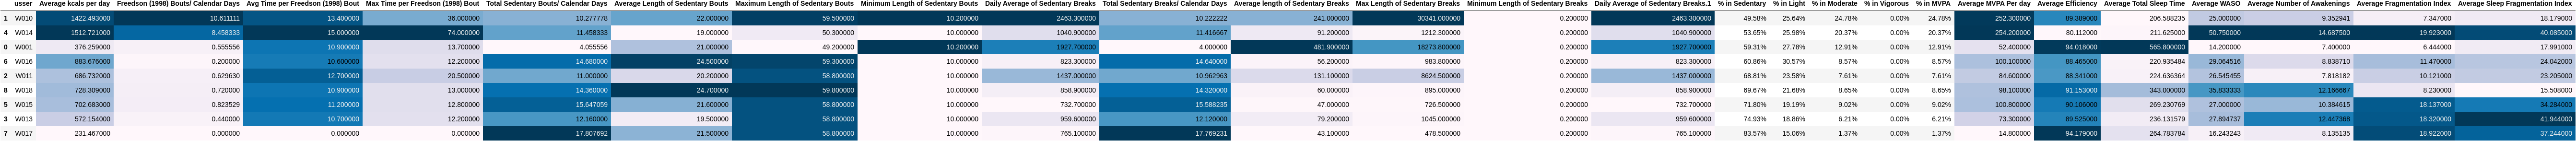 usser Average kcals per day Freedson (1998) Bouts/ Calendar Days Avg Time per Freedson (1998) Bout Max Time per Freedson (1998) Bout Total Sedentary Bouts/ Calendar Days Average Length of Sedentary Bouts Maximum Length of Sedentary Bouts Minimum Length of Sedentary Bouts Daily Average of Sedentary Breaks Total Sedentary Breaks/ Calendar Days Average length of Sedentary Breaks Max Length of Sedentary Breaks Minimum Length of Sedentary Breaks Daily Average of Sedentary Breaks.1 % in Sedentary % in Light % in Moderate % in Vigorous % in MVPA Average MVPA Per day Average Efficiency Average Total Sleep Time Average WASO Average Number of Awakenings Average Fragmentation Index Average Sleep Fragmentation Index
1 W010 1422.493000 10.611111 13.400000 36.000000 10.277778 22.000000 59.500000 10.200000 2463.300000 10.222222 241.000000 30341.000000 0.200000 2463.300000 49.58% 25.64% 24.78% 0.00% 24.78% 252.300000 89.389000 206.588235 25.000000 9.352941 7.347000 18.179000
4 W014 1512.721000 8.458333 15.000000 74.000000 11.458333 19.000000 50.300000 10.000000 1040.900000 11.416667 91.200000 1212.300000 0.200000 1040.900000 53.65% 25.98% 20.37% 0.00% 20.37% 254.200000 80.112000 211.625000 50.750000 14.687500 19.923000 40.085000
0 W001 376.259000 0.555556 10.900000 13.700000 4.055556 21.000000 49.200000 10.200000 1927.700000 4.000000 481.900000 18273.800000 0.200000 1927.700000 59.31% 27.78% 12.91% 0.00% 12.91% 52.400000 94.018000 565.800000 14.200000 7.400000 6.444000 17.991000
6 W016 883.676000 0.200000 10.600000 12.200000 14.680000 24.500000 59.300000 10.000000 823.300000 14.640000 56.200000 983.800000 0.200000 823.300000 60.86% 30.57% 8.57% 0.00% 8.57% 100.100000 88.465000 220.935484 29.064516 8.838710 11.470000 24.042000
2 W011 686.732000 0.629630 12.700000 20.500000 11.000000 20.200000 58.800000 10.000000 1437.000000 10.962963 131.100000 8624.500000 0.200000 1437.000000 68.81% 23.58% 7.61% 0.00% 7.61% 84.600000 88.341000 224.636364 26.545455 7.818182 10.121000 23.205000
8 W018 728.309000 0.720000 10.900000 13.000000 14.360000 24.700000 59.800000 10.000000 858.900000 14.320000 60.000000 895.000000 0.200000 858.900000 69.67% 21.68% 8.65% 0.00% 8.65% 98.100000 91.153000 343.000000 35.833333 12.166667 8.230000 15.508000
5 W015 702.683000 0.823529 11.200000 12.800000 15.647059 21.600000 58.800000 10.000000 732.700000 15.588235 47.000000 726.500000 0.200000 732.700000 71.80% 19.19% 9.02% 0.00% 9.02% 100.800000 90.106000 269.230769 27.000000 10.384615 18.137000 34.284000
3 W013 572.154000 0.440000 10.700000 12.200000 12.160000 19.500000 58.800000 10.000000 959.600000 12.120000 79.200000 1045.000000 0.200000 959.600000 74.93% 18.86% 6.21% 0.00% 6.21% 73.300000 89.525000 236.131579 27.894737 12.447368 18.320000 41.944000
7 W017 231.467000 0.000000 0.000000 0.000000 17.807692 21.500000 58.800000 10.000000 765.100000 17.769231 43.100000 478.500000 0.200000 765.100000 83.57% 15.06% 1.37% 0.00% 1.37% 14.800000 94.179000 264.783784 16.243243 8.135135 18.922000 37.244000